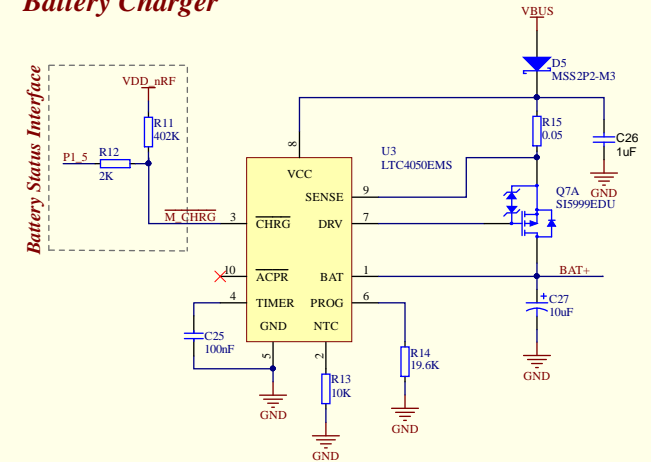 Battery Charger
VBUS
D5
MSS2P2-M3
Battery Status Interface
VDD_nRF
R11
402K
R15
0.05
C26
1uF
P1_5
R12
2K
8
U3
LTC4050EMS
VCC
GND
SENSE
9
Q7A
SI5999EDU
M_CHRG
3
CHRG
DRV
7
10
ACPR
BAT
1
BAT+
4
TIMER
PROG
6
C27
10uF
+
GND
NTC
C25
100nF
5
2
R14
19.6K
R13
10K
GND
GND
GND
GND